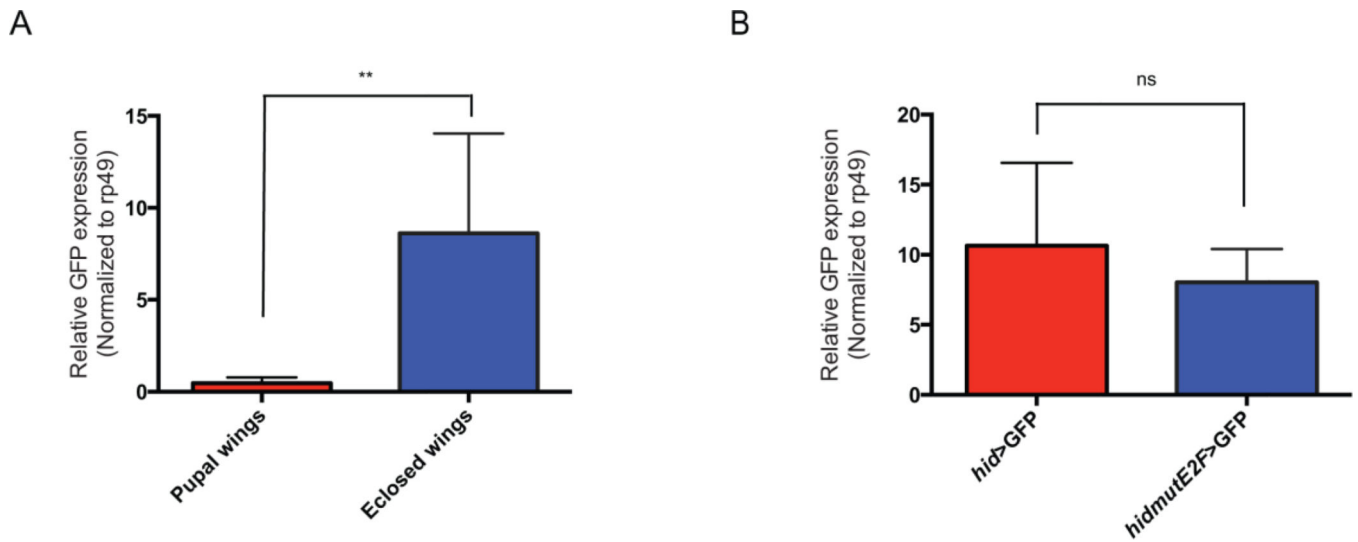 A
**
Relative GFP expression
(Normalized to rp49)
15
10
5
0
Pupal wings
Eclosed wings
B
ns
Relative GFP expression
(Normalized to rp49)
20
15
10
5
0
hid>GFP
hidmutE2F>GFP